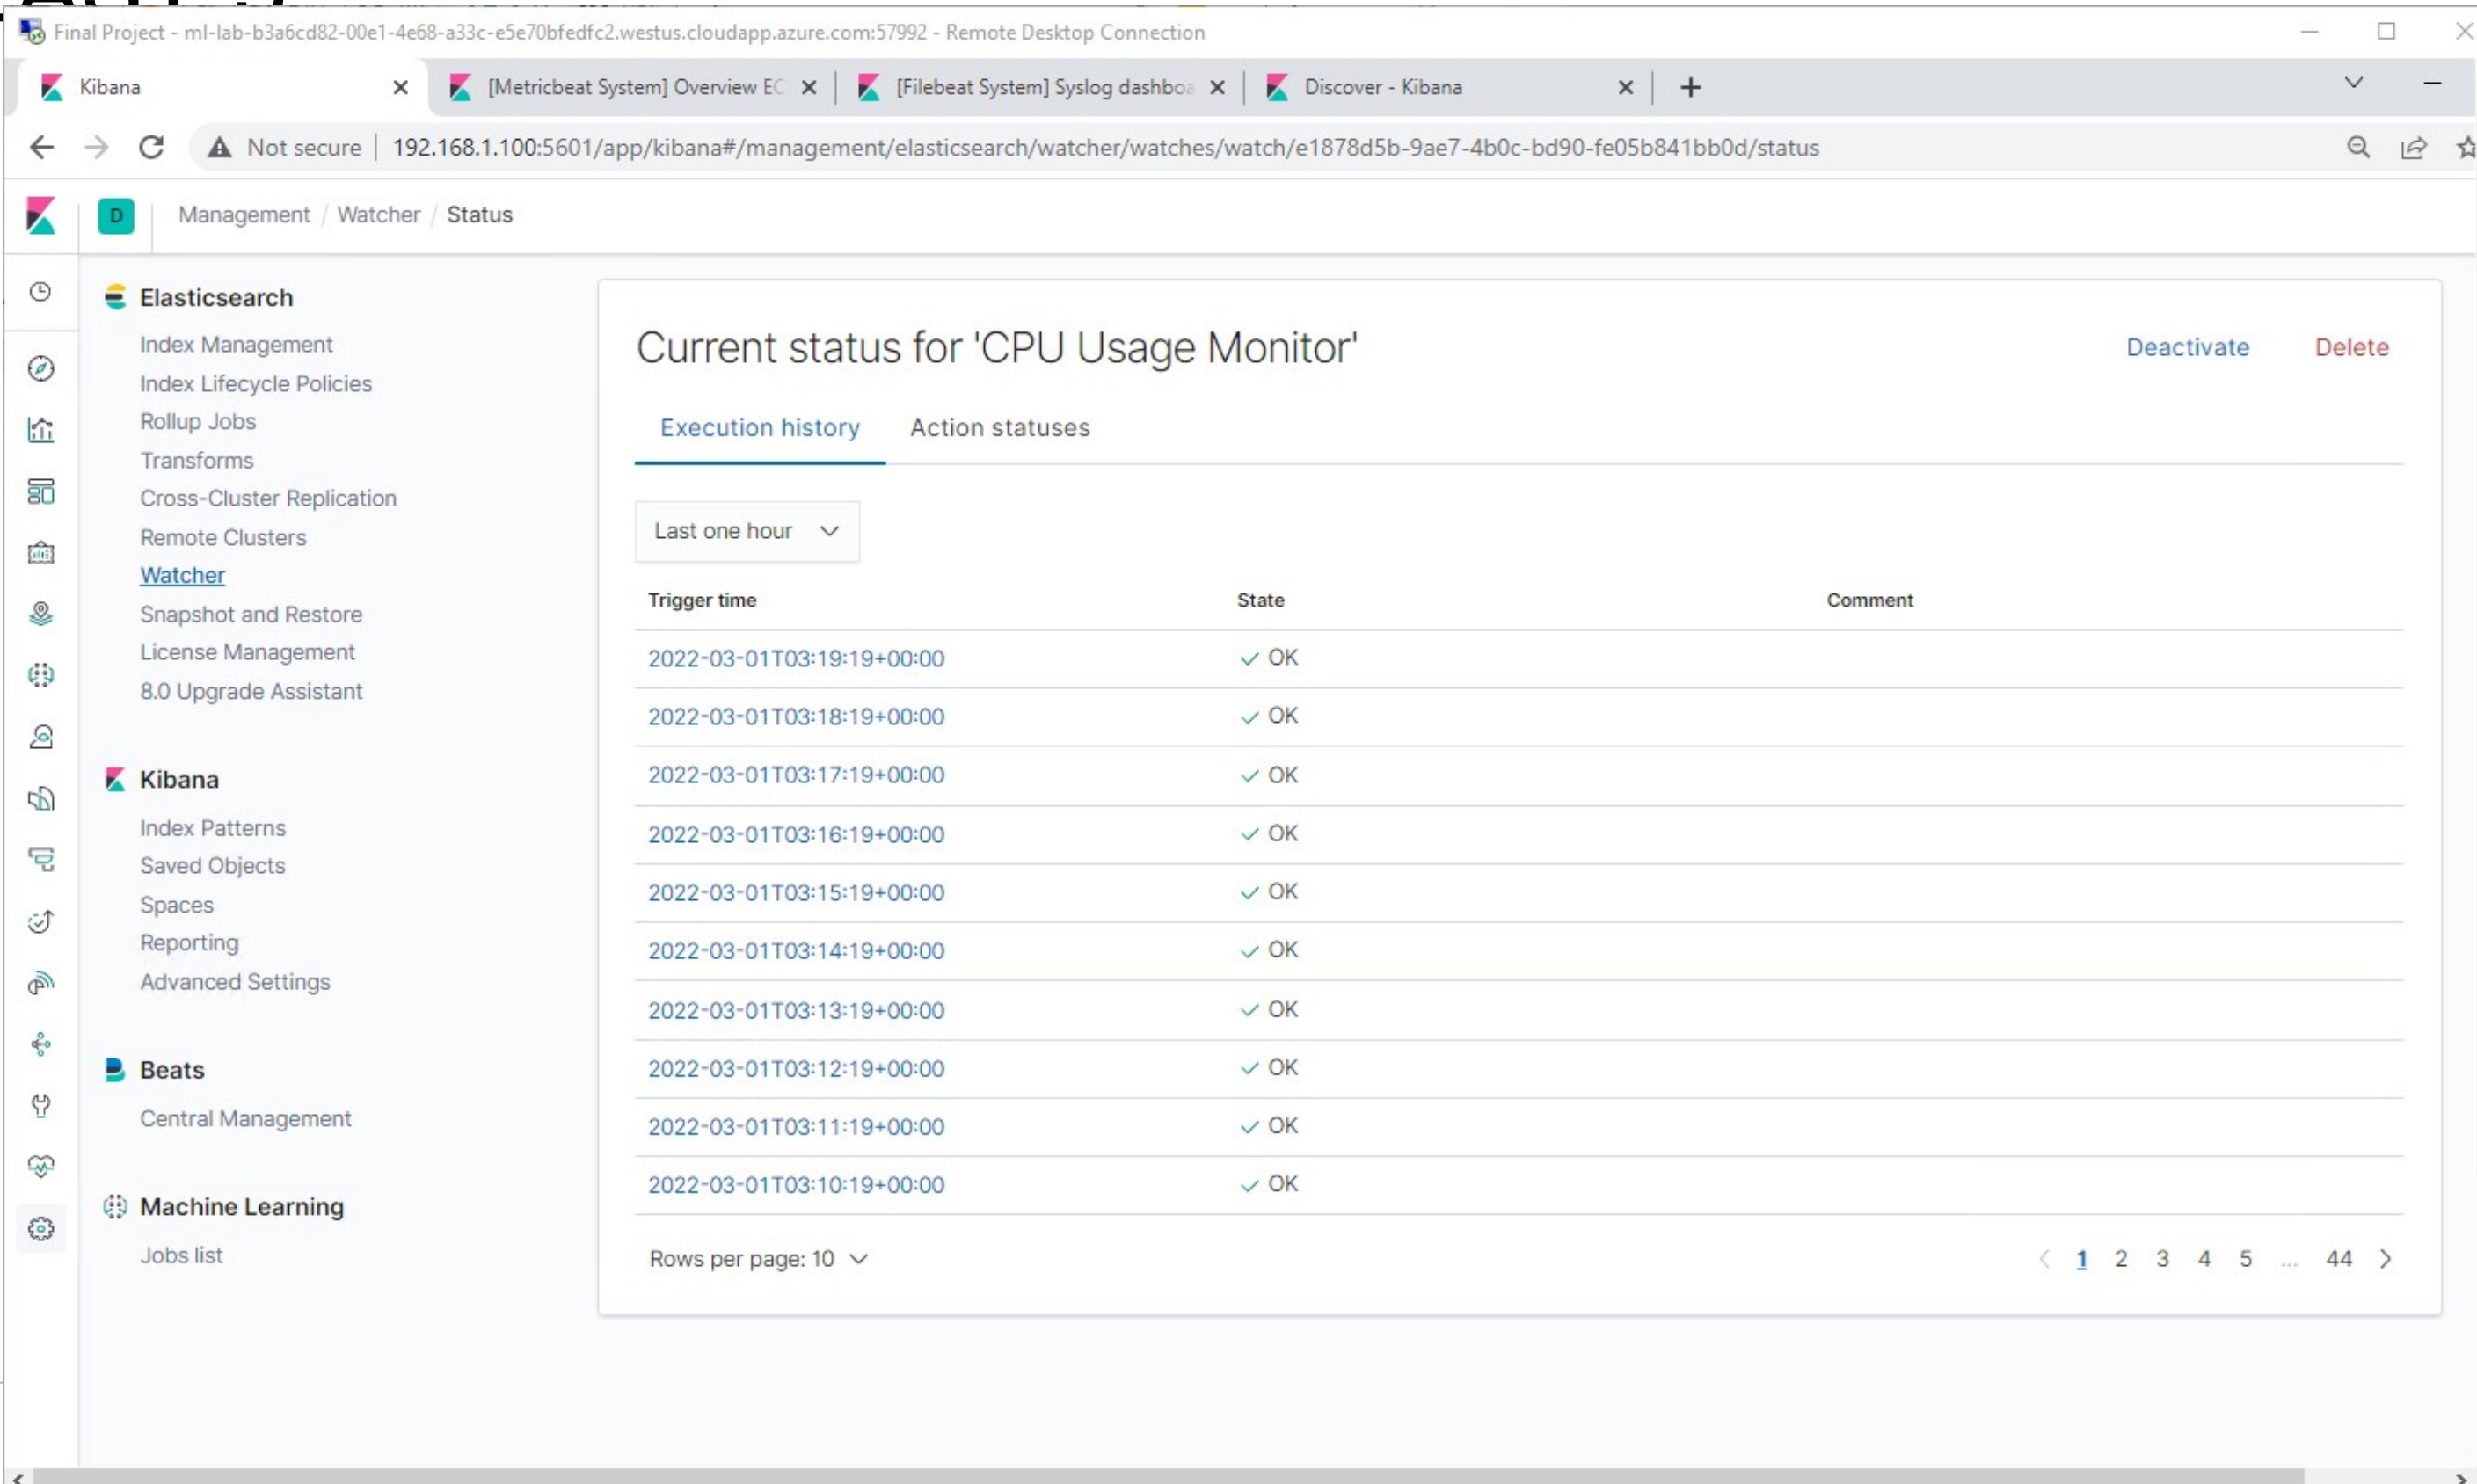 Final Project - ml-lab-b3a6cd82-00e1-4e68-a33c-e5e70bfedfc2.westus.cloudapp.azure.com:57992 - Remote Desktop Connection
Kibana
[Metricbeat System] Overview EC
[Filebeat System] Syslog dashboa
Discover - Kibana
Not secure
192.168.1.100:5601/app/kibana#/management/elasticsearch/watcher/watches/watch/e1878d5b-9ae7-4b0c-bd90-fe05b841bb0d/status
D
Management / Watcher / Status
Elasticsearch
Index Management
Index Lifecycle Policies
Rollup Jobs
Transforms
Cross-Cluster Replication
Remote Clusters
Watcher
Snapshot and Restore
License Management
8.0 Upgrade Assistant
Kibana
Index Patterns
Saved Objects
Spaces
Reporting
Advanced Settings
Beats
Central Management
Machine Learning
Jobs list
Current status for 'CPU Usage Monitor'
Deactivate
Delete
Execution history
Action statuses
Last one hour
Trigger time State Comment
2022-03-01T03:19:19+00:00 OK
2022-03-01T03:18:19+00:00 OK
2022-03-01T03:17:19+00:00 OK
2022-03-01T03:16:19+00:00 OK
2022-03-01T03:15:19+00:00 OK
2022-03-01T03:14:19+00:00 OK
2022-03-01T03:13:19+00:00 OK
2022-03-01T03:12:19+00:00 OK
2022-03-01T03:11:19+00:00 OK
2022-03-01T03:10:19+00:00 OK
Rows per page: 10
1 2 3 4 5 ... 44